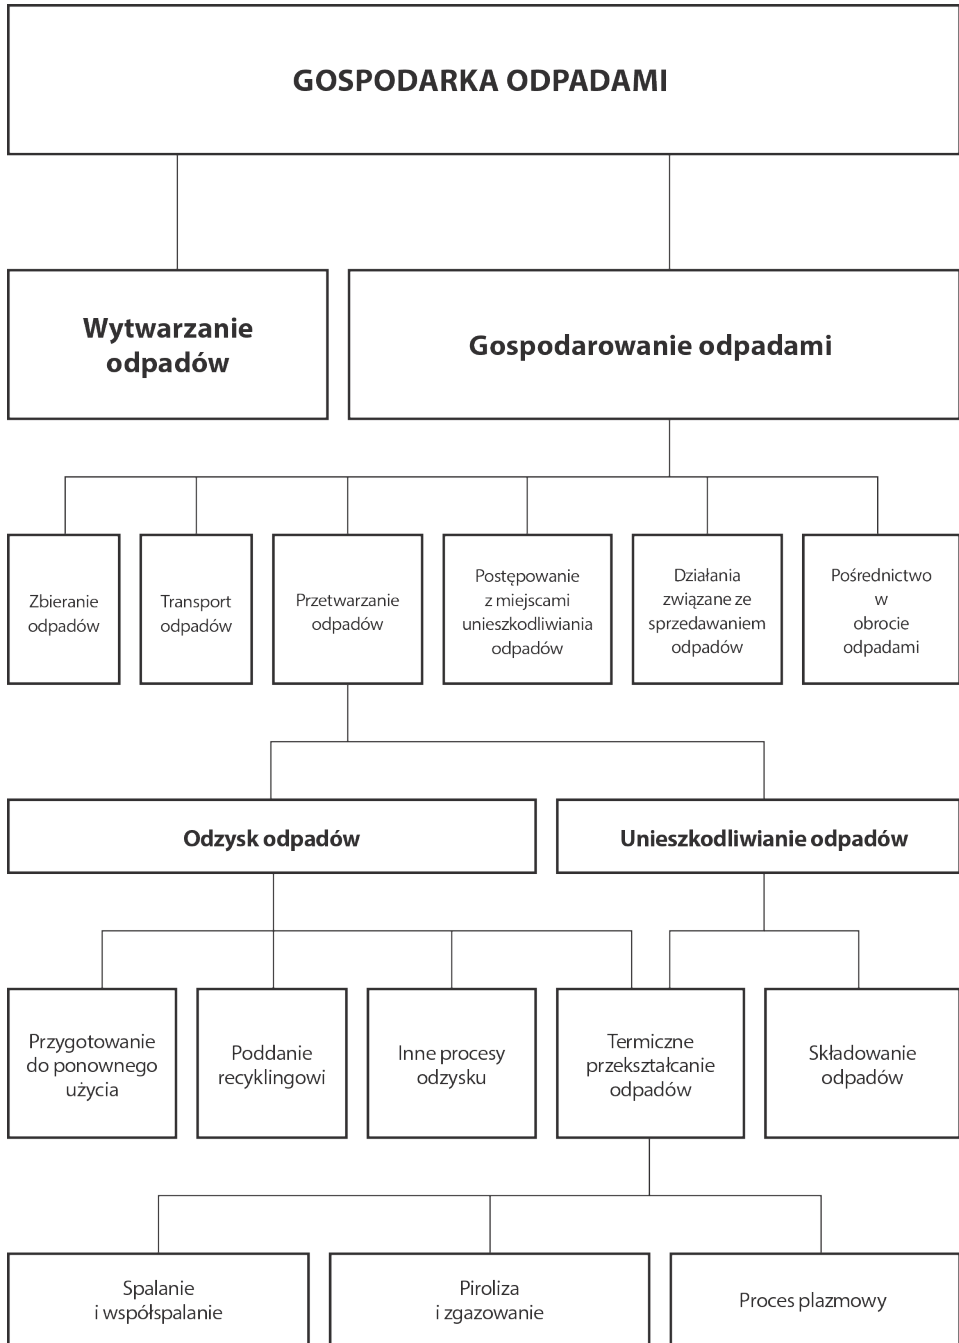 GOSPODARKA ODPADAMI
Wytwarzanie
odpadów
Gospodarowanie odpadami
Zbieranie
odpadów
Transport
odpadów
Przetwarzanie
odpadów
Postępowanie
z miejscami
unieszkodliwiania
odpadów
Działania
związane ze
sprzedawaniem
odpadów
Pośrednictwo
w
obrocie
odpadami
Odzysk odpadów
Unieszkodliwianie odpadów
Przygotowanie
do ponownego
użycia
Poddanie
recyklingowi
Inne procesy
odzysku
Termiczne
przekształcanie
odpadów
Składowanie
odpadów
Spalanie
i współspalanie
Piroliza
i zgazowanie
Proces plazmowy